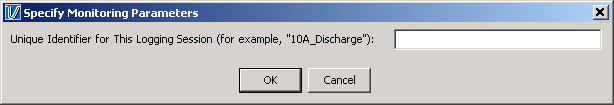 Specify Monitoring Parameters
Unique Identifier for This Logging Session (for example, "10A_Discharge"):
OK
Cancel